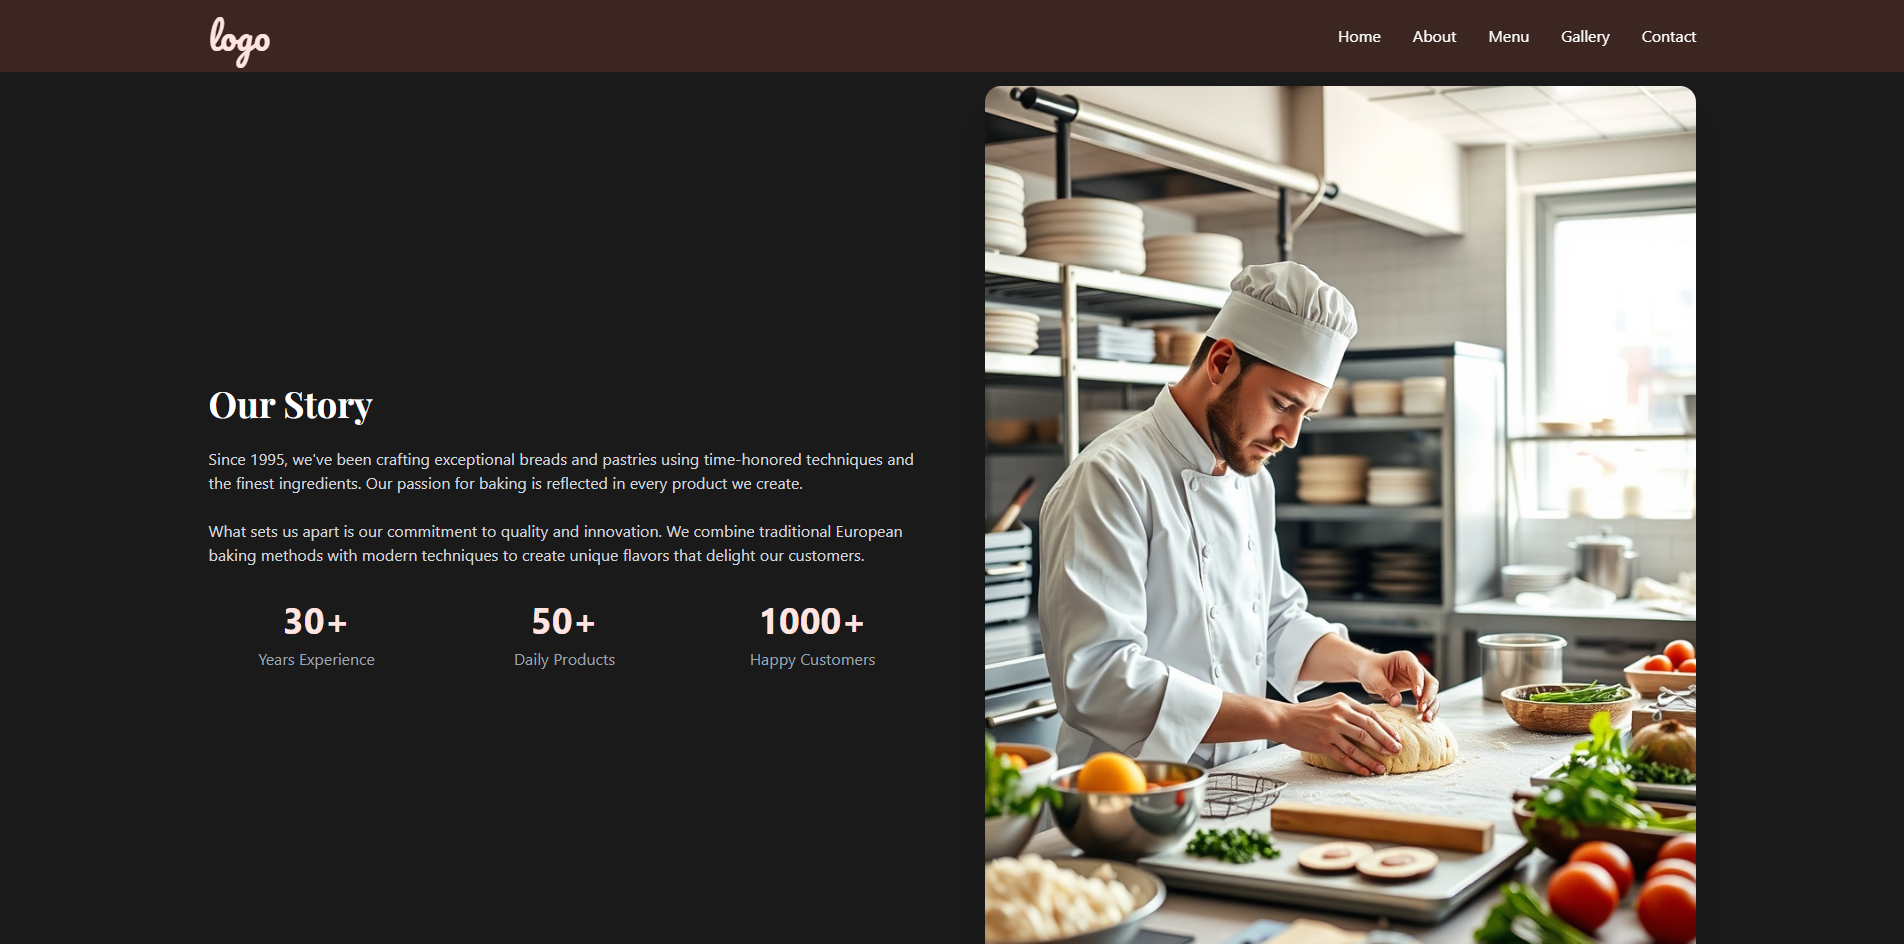 logo
Home About Menu Gallery Contact
Our Story
Since 1995, we've been crafting exceptional breads and pastries using time-honored techniques and
the finest ingredients. Our passion for baking is reflected in every product we create.
What sets us apart is our commitment to quality and innovation. We combine traditional European
baking methods with modern techniques to create unique flavors that delight our customers.
30+ 50+ 1000+
Years Experience Daily Products Happy Customers